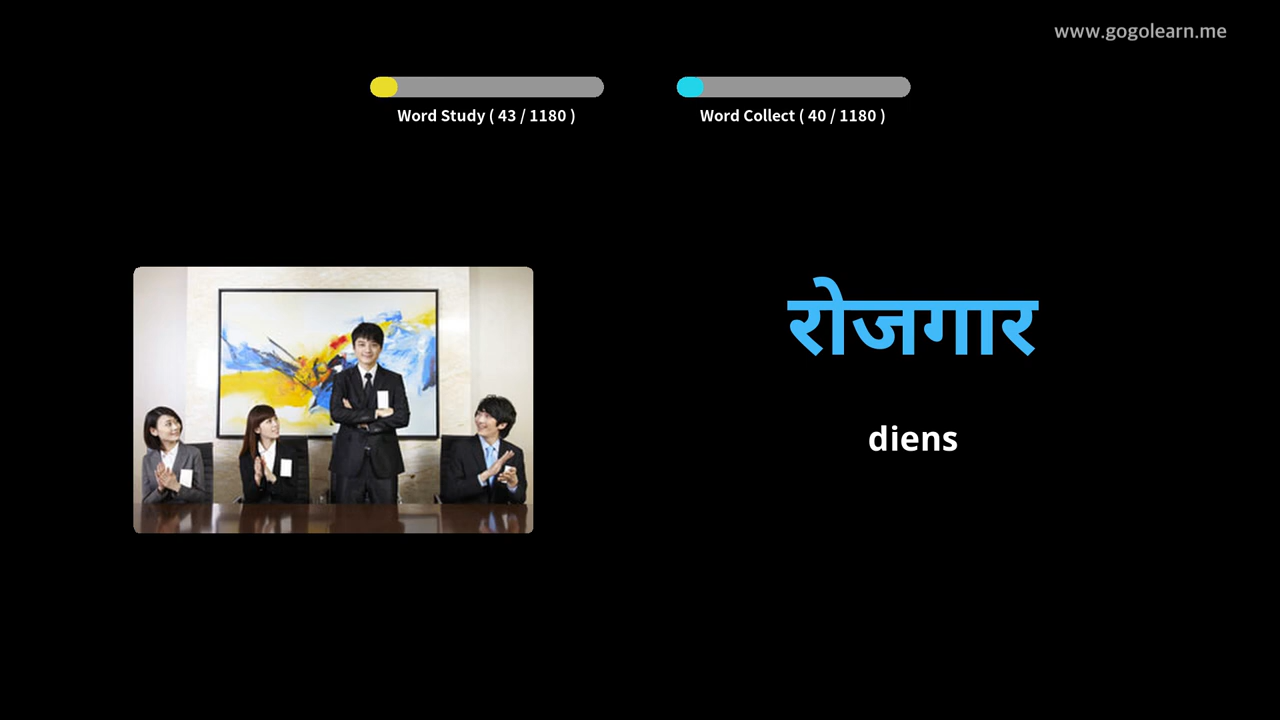 www.gogolearn.me
Word Study ( 43 / 1180 )
Word Collect ( 40 / 1180 )
रोजगार
diens